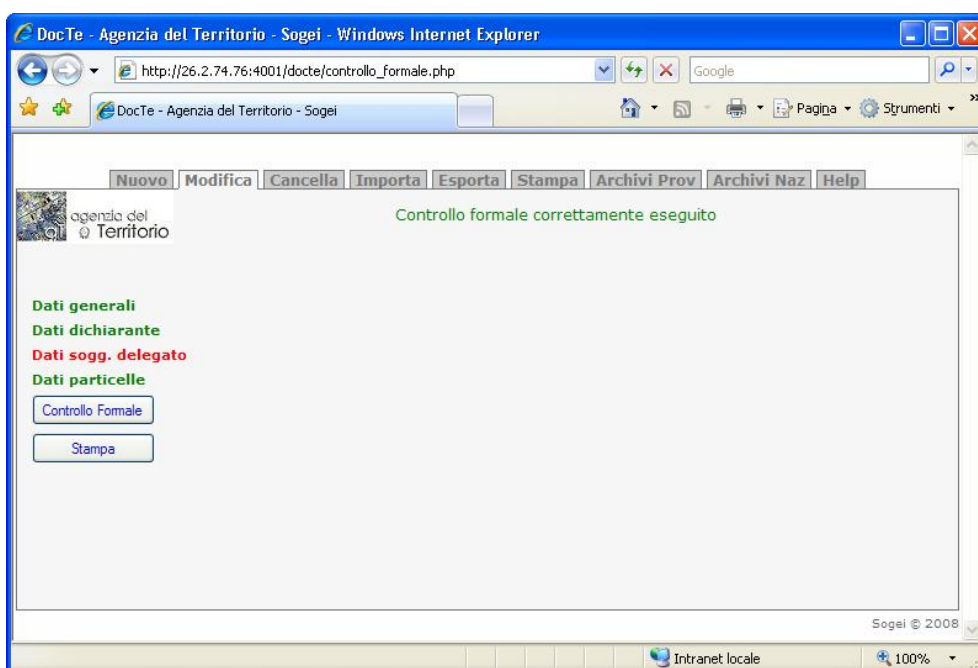 DocTe - Agenzia del Territorio - Sogei - Windows Internet Explorer
http://26.2.74.76:4001/docte/controllo_formale.php
Google
DocTe - Agenzia del Territorio - Sogei
Pagina
Strumenti
Nuovo Modifica Cancella Importa Esporta Stampa Archivi Prov Archivi Naz Help
agenzia del
Territorio
Controllo formale correttamente eseguito
Dati generali
Dati dichiarante
Dati sogg. delegato
Dati particelle
Controllo Formale
Stampa
Sogei © 2008
Intranet locale
100%